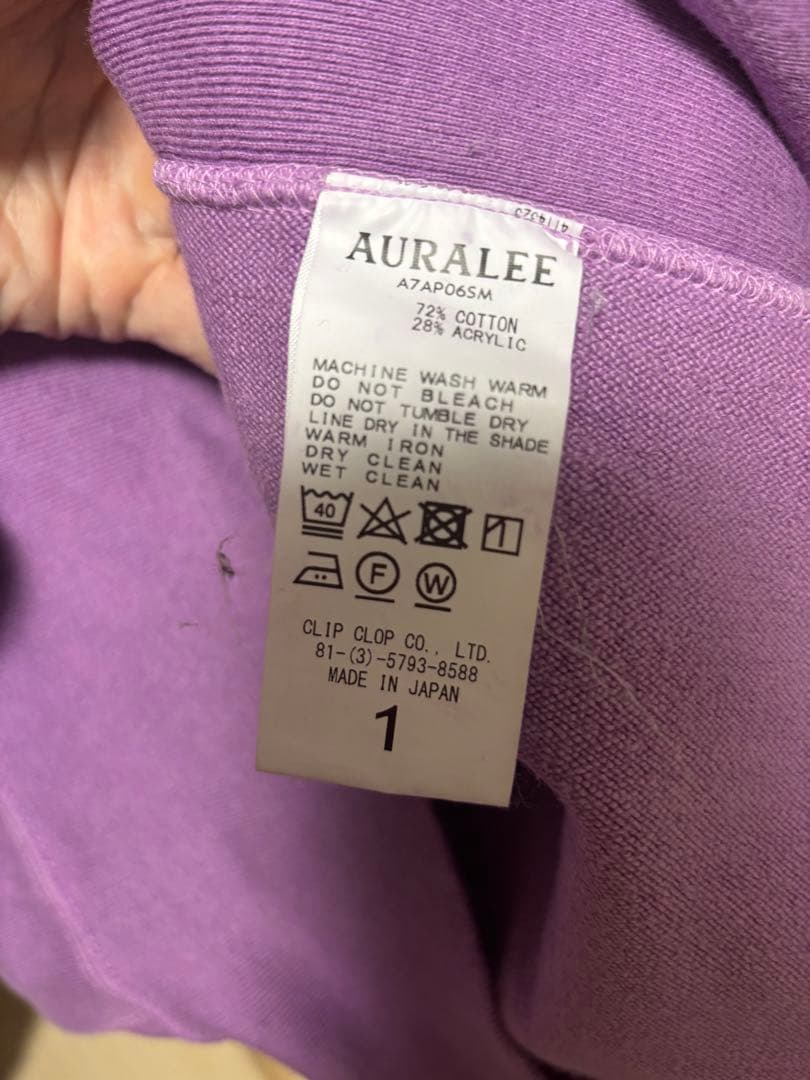 4114323
AURALEE
A7AP06SM
72% COTTON
28% ACRYLIC
MACHINE WASH WARM
DO NOT BLEACH
DO NOT TUMBLE DRY
LINE DRY IN THE SHADE
WARM IRON
DRY CLEAN
WET CLEAN
40
F
W
CLIP CLOP CO., LTD.
81-(3)-5793-8588
MADE IN JAPAN
1